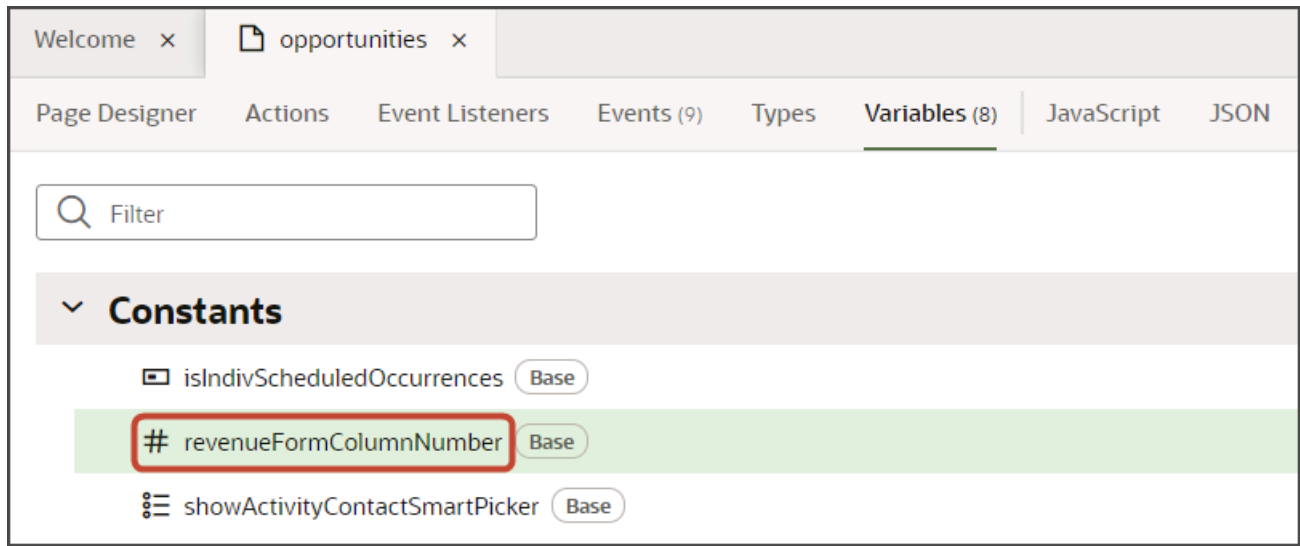 Welcome × opportunities ×
Page Designer Actions Event Listeners Events (9) Types Variables (8) JavaScript JSON
Filter
Constants
isIndivScheduledOccurrences Base
# revenueFormColumnNumber Base
showActivityContactSmartPicker Base